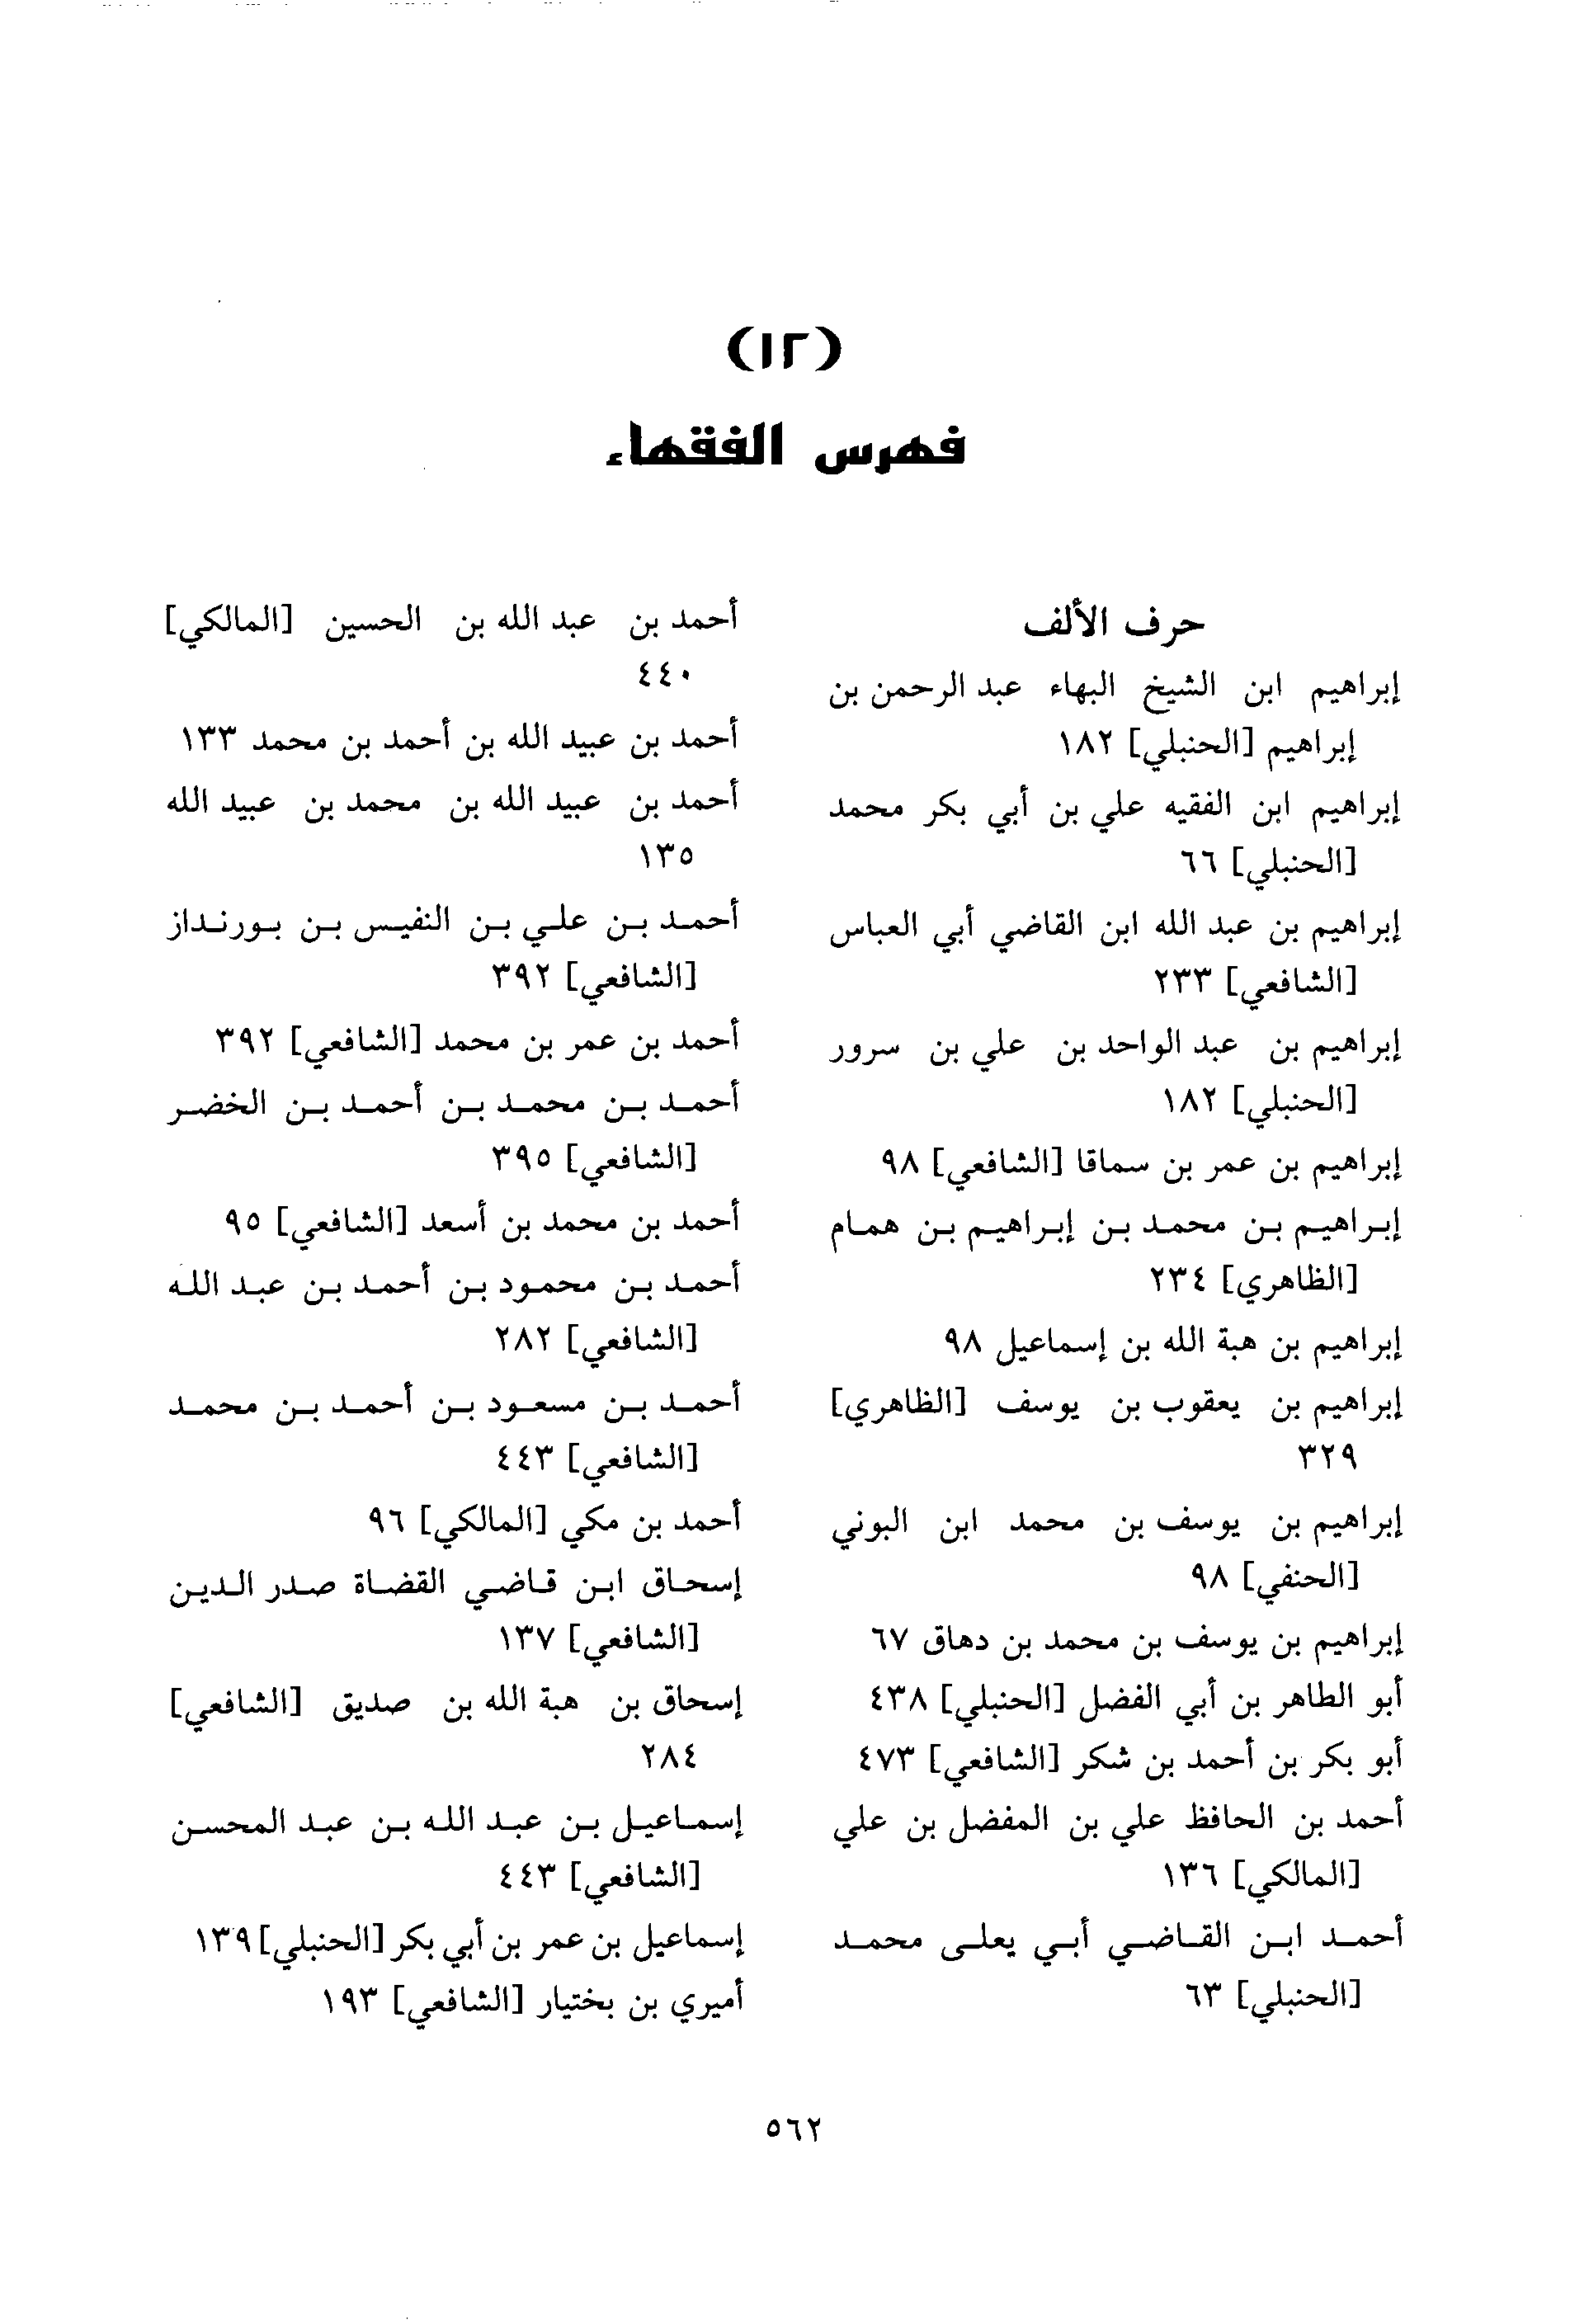 (١٢)
فهرس الفقهاء
حرف الألف
إبراهيم ابن الشيخ البهاء عبد الرحمن بن
إبراهيم [الحنبلي] ١٨٢
إبراهيم ابن الفقيه علي بن أبي بكر محمد
[الحنبلي] ٦٦
إبراهيم بن عبد الله ابن القاضي أبي العباس
[الشافعي] ٢٣٣
إبراهيم بن عبد الواحد بن علي بن سرور
[الحنبلي] ١٨٢
إبراهيم بن عمر بن سماقا [الشافعي] ٩٨
إبراهيم بن محمد بن إبراهيم بن همام
[الظاهري] ٢٣٤
إبراهيم بن هبة الله بن إسماعيل ٩٨
إبراهيم بن يعقوب بن يوسف [الظاهري]
٣٢٩
إبراهيم بن يوسف بن محمد ابن البوني
[الحنفي] ٩٨
إبراهيم بن يوسف بن محمد بن دهاق ٦٧
أبو الطاهر بن أبي الفضل [الحنبلي] ٤٣٨
أبو بكر بن أحمد بن شكر [الشافعي] ٤٧٣
أحمد بن الحافظ علي بن المفضل بن علي
[المالكي] ١٣٦
أحمد ابن القاضي أبي يعلى محمد
[الحنبلي] ٦٣
أحمد بن عبد الله بن الحسين [المالكي]
٤٤٠
أحمد بن عبيد الله بن أحمد بن محمد ١٣٣
أحمد بن عبيد الله بن محمد بن عبيد الله
١٣٥
أحمد بن علي بن النفيس بن بورنداز
[الشافعي] ٣٩٢
أحمد بن عمر بن محمد [الشافعي] ٣٩٢
أحمد بن محمد بن أحمد بن الخضر
[الشافعي] ٣٩٥
أحمد بن محمد بن أسعد [الشافعي] ٩٥
أحمد بن محمود بن أحمد بن عبد الله
[الشافعي] ٢٨٢
أحمد بن مسعود بن أحمد بن محمد
[الشافعي] ٤٤٣
أحمد بن مكي [المالكي] ٩٦
إسحاق ابن قاضي القضاة صدر الدين
[الشافعي] ١٣٧
إسحاق بن هبة الله بن صديق [الشافعي]
٢٨٤
إسماعيل بن عبد الله بن عبد المحسن
[الشافعي] ٤٤٣
إسماعيل بن عمر بن أبي بكر [الحنبلي] ١٣٩
أميري بن بختيار [الشافعي] ١٩٣
٥٦٢